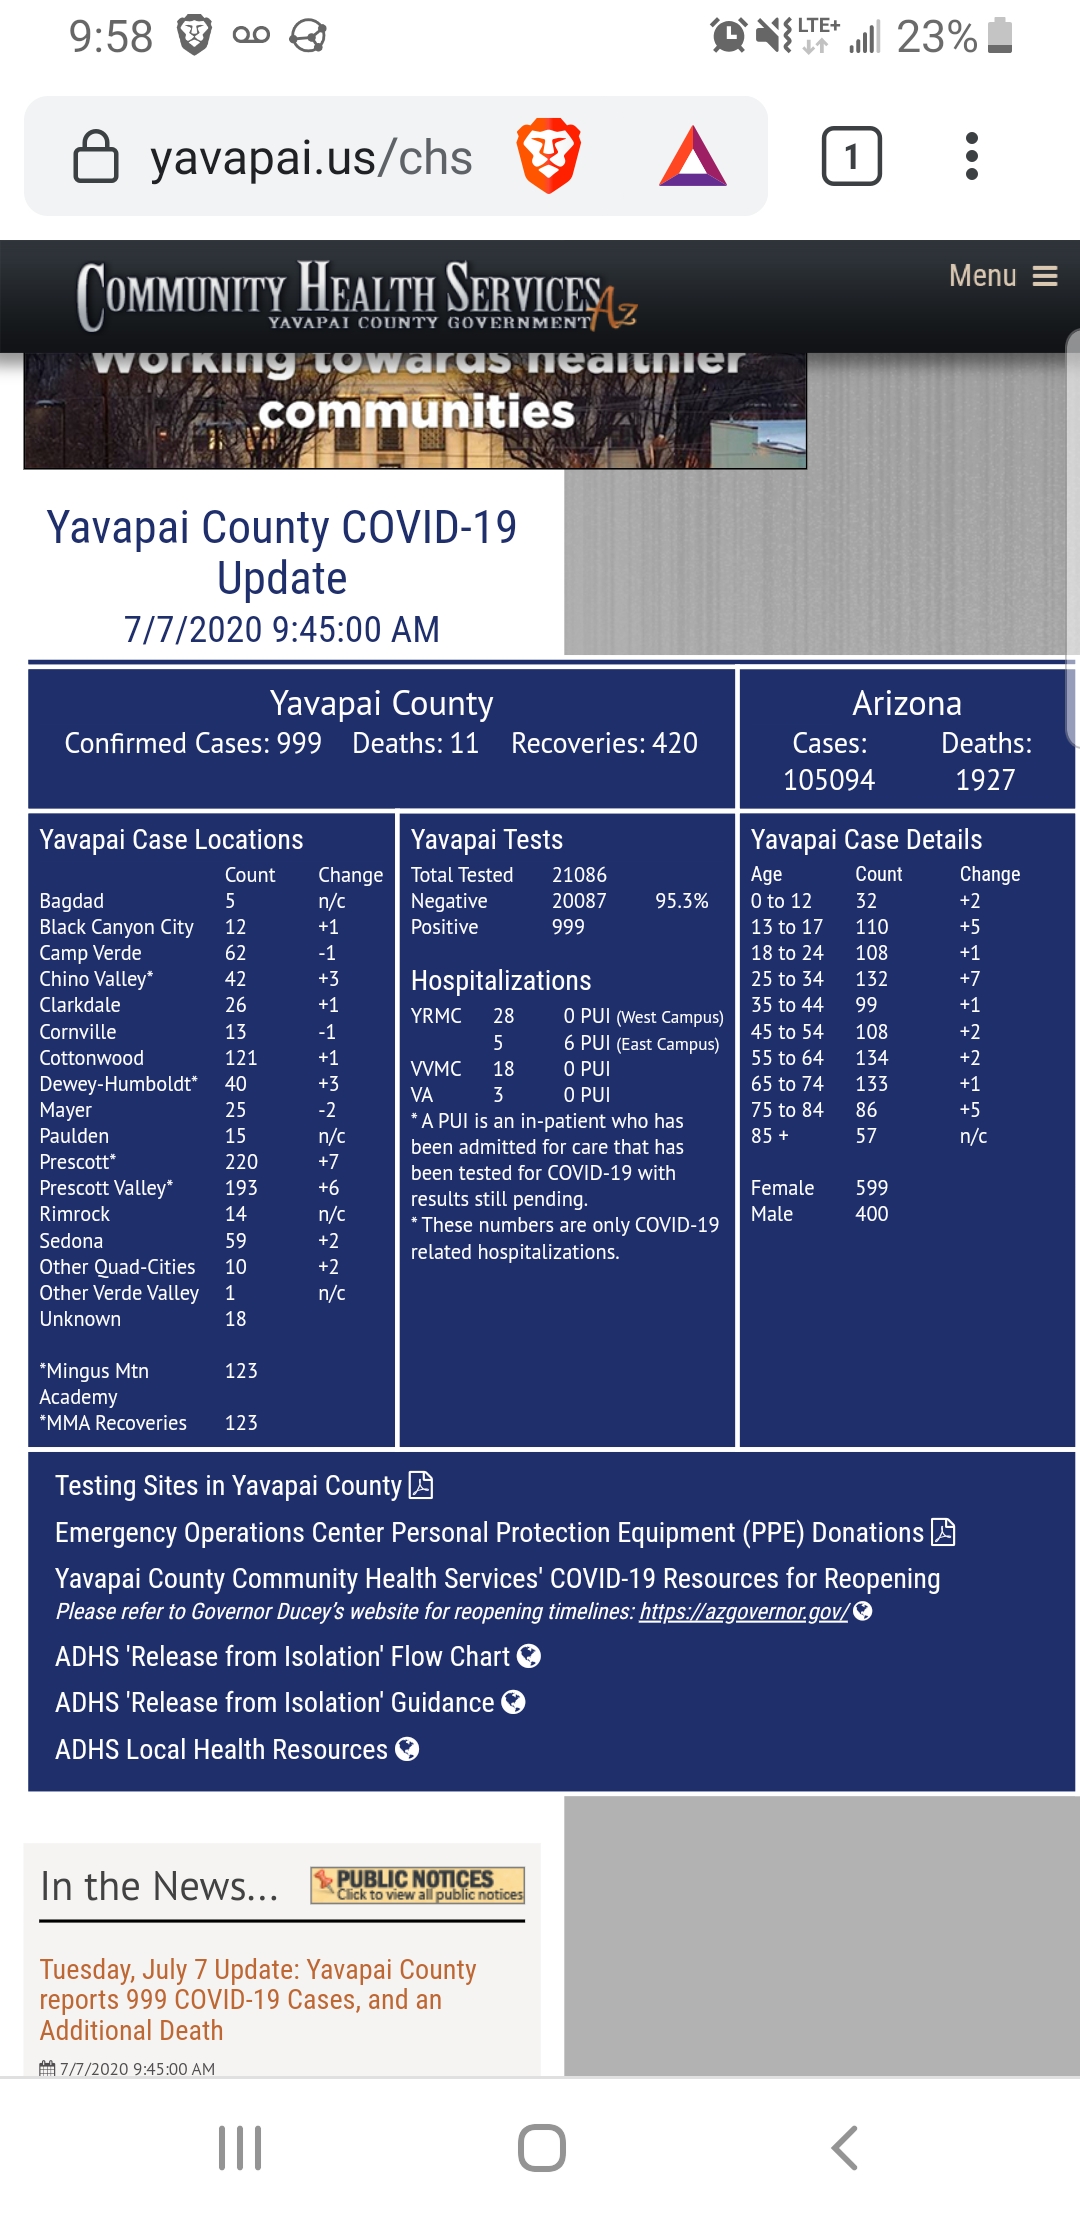 9:58
LTE+
23%
yavapai.us/chs
1
COMMUNITY HEALTH SERVICES
YAVAPAI COUNTY GOVERNMENT Az
Menu
Working towards healthier
communities
Yavapai County COVID-19
Update
7/7/2020 9:45:00 AM
Yavapai County
Confirmed Cases: 999 Deaths: 11 Recoveries: 420
Arizona
Cases: Deaths:
105094 1927
Yavapai Case Locations
Count Change
Bagdad 5 n/c
Black Canyon City 12 +1
Camp Verde 62 -1
Chino Valley* 42 +3
Clarkdale 26 +1
Cornville 13 -1
Cottonwood 121 +1
Dewey-Humboldt* 40 +3
Mayer 25 -2
Paulden 15 n/c
Prescott* 220 +7
Prescott Valley* 193 +6
Rimrock 14 n/c
Sedona 59 +2
Other Quad-Cities 10 +2
Other Verde Valley 1 n/c
Unknown 18
*Mingus Mtn 123
Academy
*MMA Recoveries 123
Yavapai Tests
Total Tested 21086
Negative 20087 95.3%
Positive 999
Hospitalizations
YRMC 28 0 PUI (West Campus)
5 6 PUI (East Campus)
VVMC 18 0 PUI
VA 3 0 PUI
* A PUI is an in-patient who has
been admitted for care that has
been tested for COVID-19 with
results still pending.
* These numbers are only COVID-19
related hospitalizations.
Yavapai Case Details
Age Count Change
0 to 12 32 +2
13 to 17 110 +5
18 to 24 108 +1
25 to 34 132 +7
35 to 44 99 +1
45 to 54 108 +2
55 to 64 134 +2
65 to 74 133 +1
75 to 84 86 +5
85 + 57 n/c
Female 599
Male 400
Testing Sites in Yavapai County
Emergency Operations Center Personal Protection Equipment (PPE) Donations
Yavapai County Community Health Services' COVID-19 Resources for Reopening
Please refer to Governor Ducey's website for reopening timelines: https://azgovernor.gov/
ADHS 'Release from Isolation' Flow Chart
ADHS 'Release from Isolation' Guidance
ADHS Local Health Resources
In the News...
PUBLIC NOTICES
Click to view all public notices
Tuesday, July 7 Update: Yavapai County
reports 999 COVID-19 Cases, and an
Additional Death
7/7/2020 9:45:00 AM